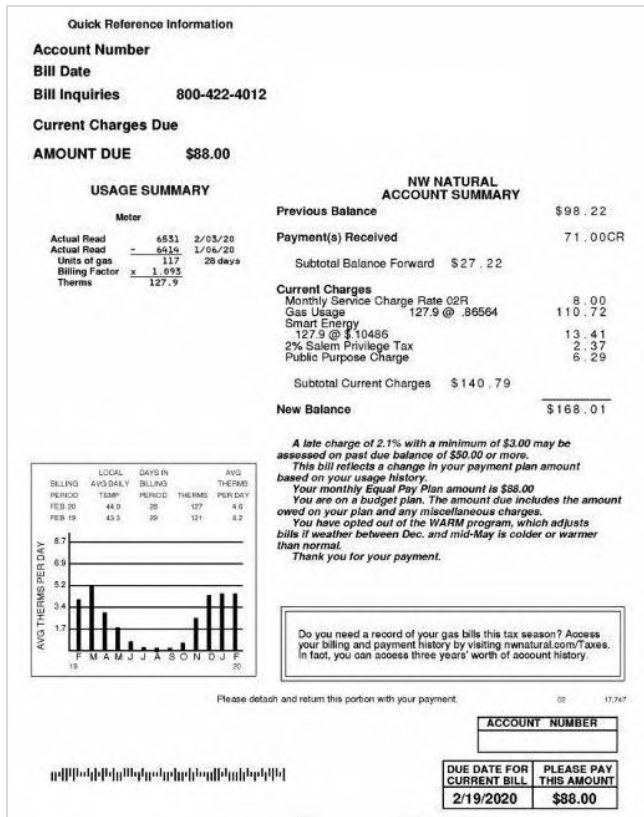 Quick Reference Information
Account Number
Bill Date
Bill Inquiries 800-422-4012
Current Charges Due
AMOUNT DUE $88.00
USAGE SUMMARY
Meter
Actual Read 6531 2/03/20
Actual Read - 6414 1/06/20
Units of gas 117 28 days
Billing Factor x 1.093
Therms 127.9
NW NATURAL
ACCOUNT SUMMARY
Previous Balance $98.22
Payment(s) Received 71.00CR
Subtotal Balance Forward $27.22
Current Charges
Monthly Service Charge Rate 02R 8.00
Gas Usage 127.9 @ .86564 110.72
Smart Energy
127.9 @ $.10486 13.41
2% Salem Privilege Tax 2.37
Public Purpose Charge 6.29
Subtotal Current Charges $140.79
New Balance $168.01
A late charge of 2.1% with a minimum of $3.00 may be
assessed on past due balance of $50.00 or more.
This bill reflects a change in your payment plan amount
based on your usage history.
Your monthly Equal Pay Plan amount is $88.00
You are on a budget plan. The amount due includes the amount
owed on your plan and any miscellaneous charges.
You have opted out of the WARM program, which adjusts
bills if weather between Dec. and mid-May is colder or warmer
than normal.
Thank you for your payment.
LOCAL DAYS IN AVG
BILLING AVG DAILY BILLING THERMS
PERIOD TEMP PERIOD THERMS PER DAY
FEB 20 44.0 28 127 4.6
FEB 19 43.3 29 121 4.2
AVG THERMS PER DAY
8.7
6.9
5.2
3.4
1.7
F M A M J J A S O N D J F
19 20
Do you need a record of your gas bills this tax season? Access
your billing and payment history by visiting nwnatural.com/Taxes.
In fact, you can access three years' worth of account history.
Please detach and return this portion with your payment. 02 17,747
ACCOUNT NUMBER
DUE DATE FOR CURRENT BILL
PLEASE PAY THIS AMOUNT
2/19/2020 $88.00